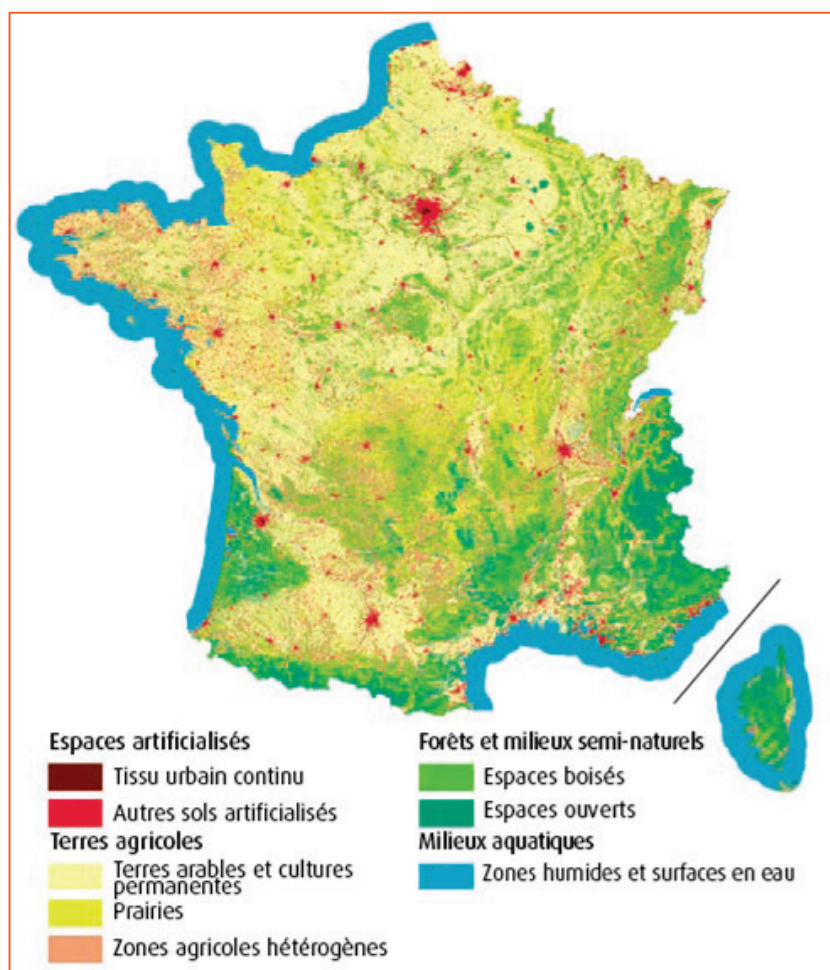 Espaces artificialisés
Tissu urbain continu
Autres sols artificialisés
Terres agricoles
Terres arables et cultures
permanentes
Prairies
Zones agricoles hétérogènes
Forêts et milieux semi-naturels
Espaces boisés
Espaces ouverts
Milieux aquatiques
Zones humides et surfaces en eau